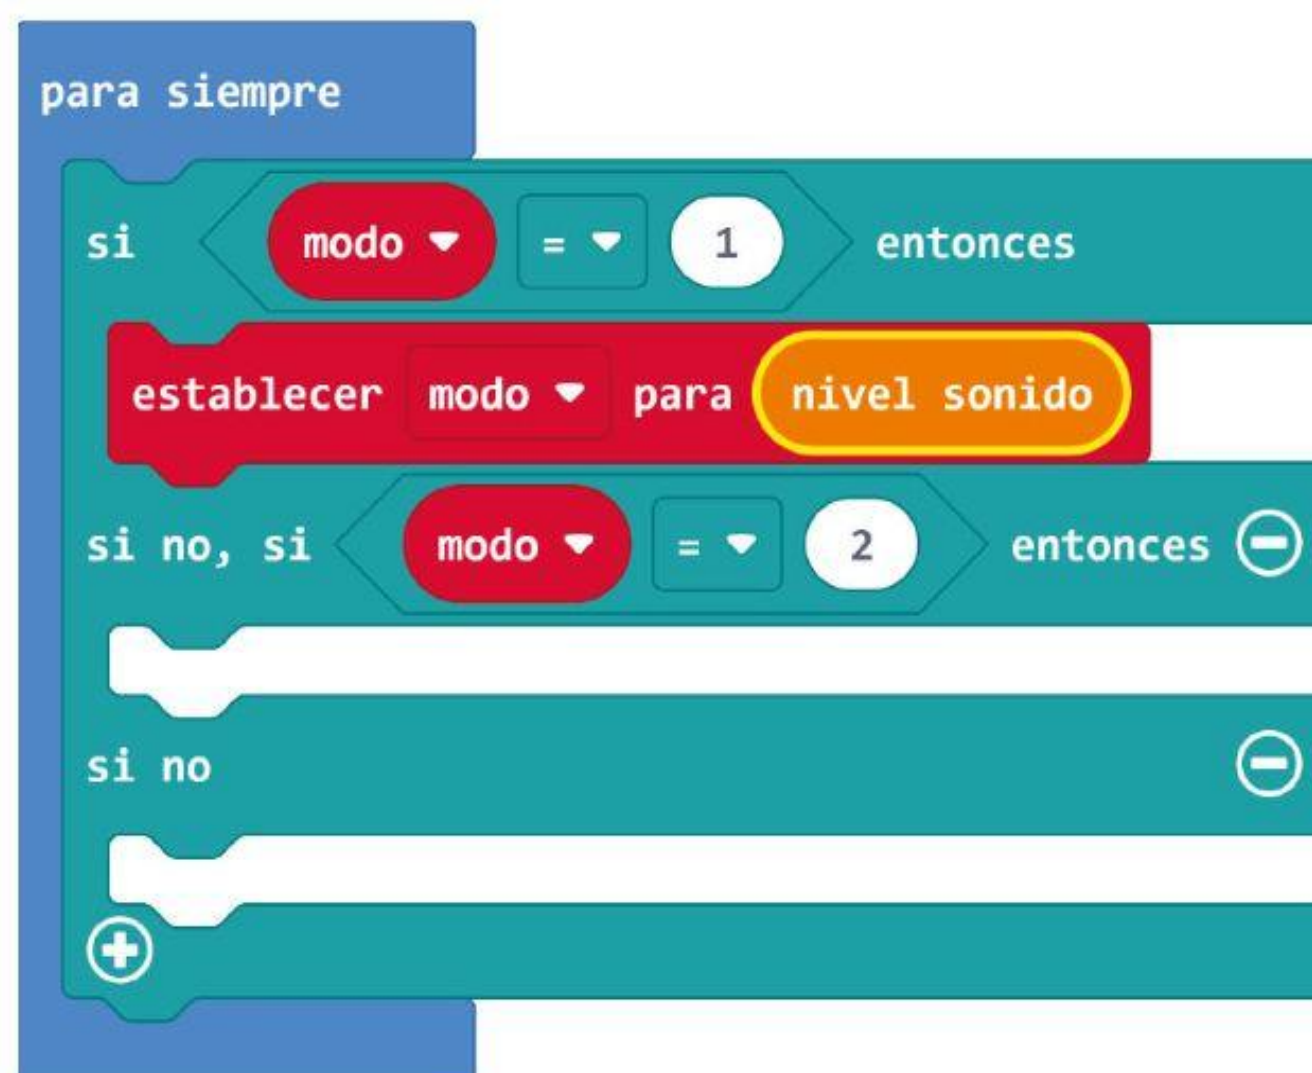 para siempre
si modo = 1 entonces
establecer modo para nivel sonido
si no, si modo = 2 entonces
si no